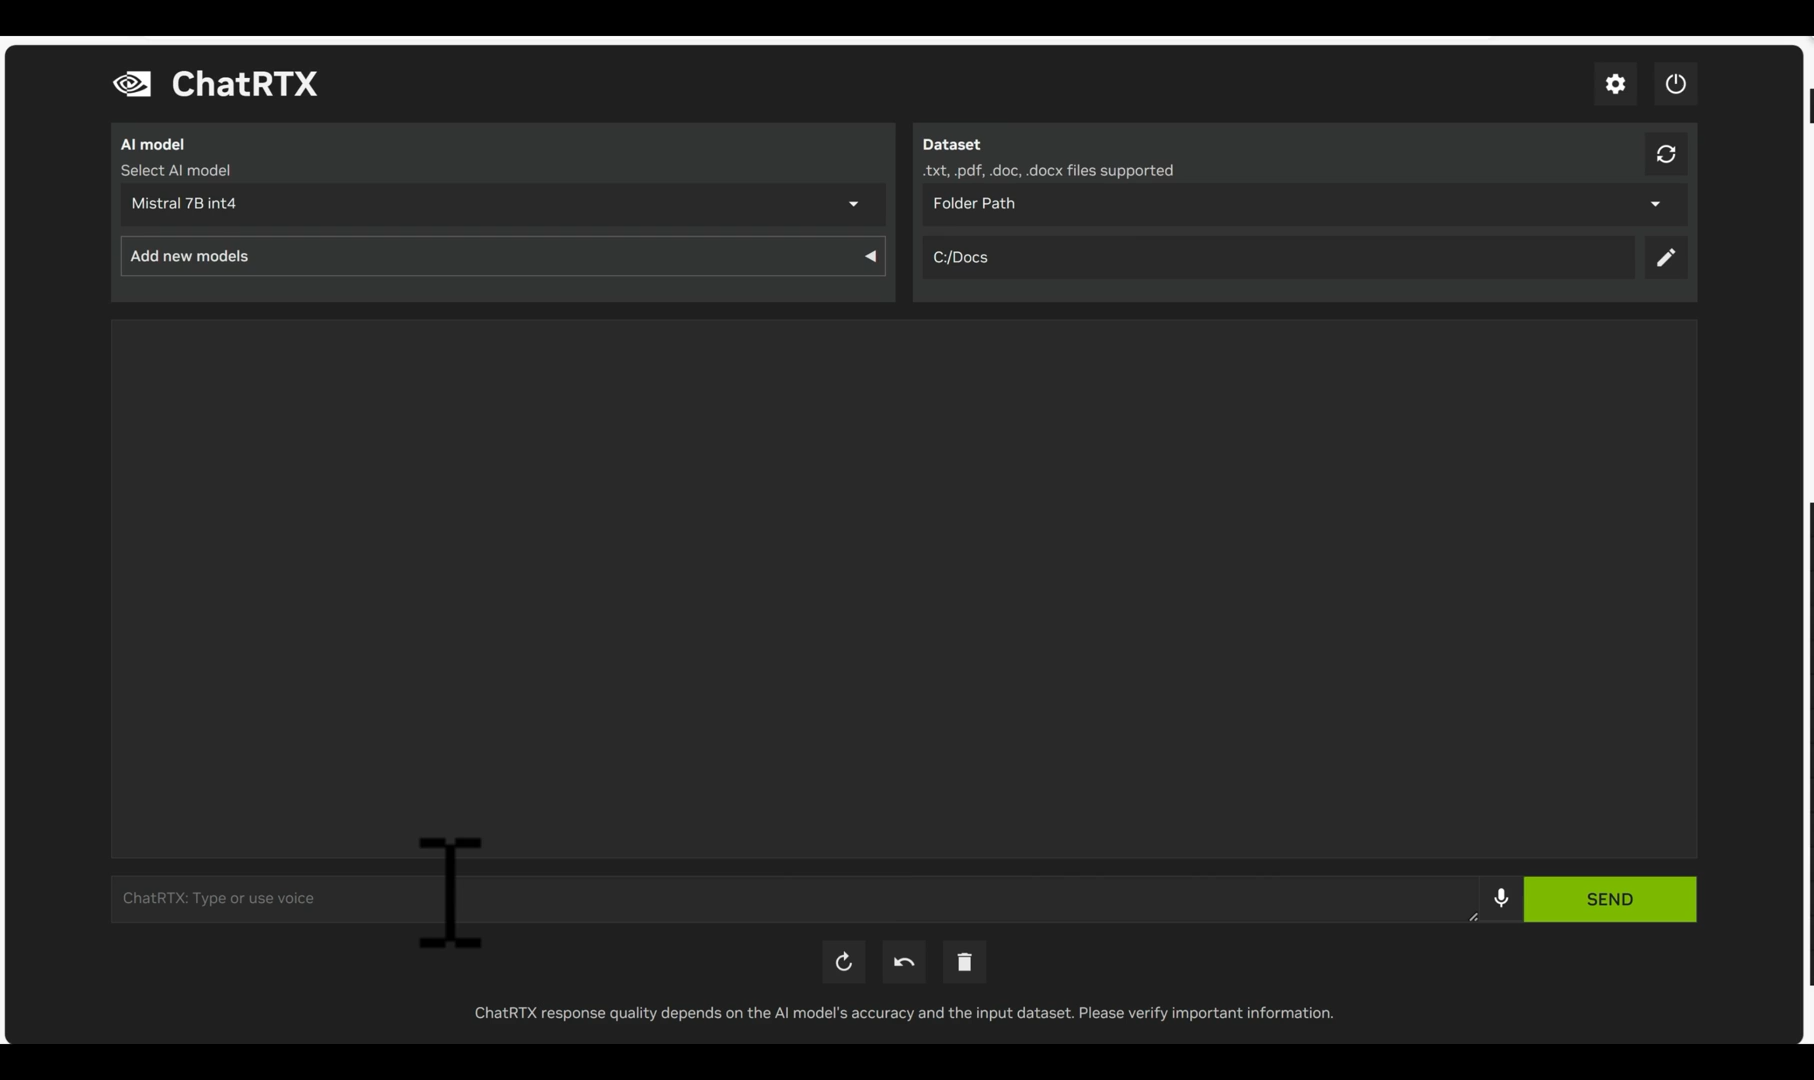 ChatRTX
AI model
Select AI model
Mistral 7B int4
Add new models
Dataset
.txt, .pdf, .doc, .docx files supported
Folder Path
C:/Docs
ChatRTX: Type or use voice
SEND
ChatRTX response quality depends on the AI model's accuracy and the input dataset. Please verify important information.